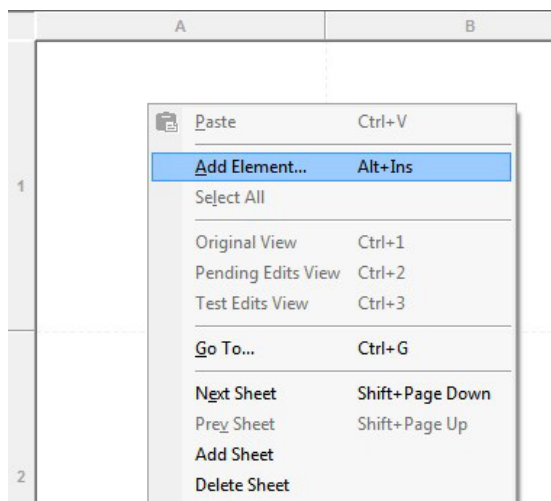 A B
1
Paste Ctrl+V
Add Element... Alt+Ins
Select All
Original View Ctrl+1
Pending Edits View Ctrl+2
Test Edits View Ctrl+3
Go To... Ctrl+G
Next Sheet Shift+Page Down
Prev Sheet Shift+Page Up
Add Sheet
2
Delete Sheet